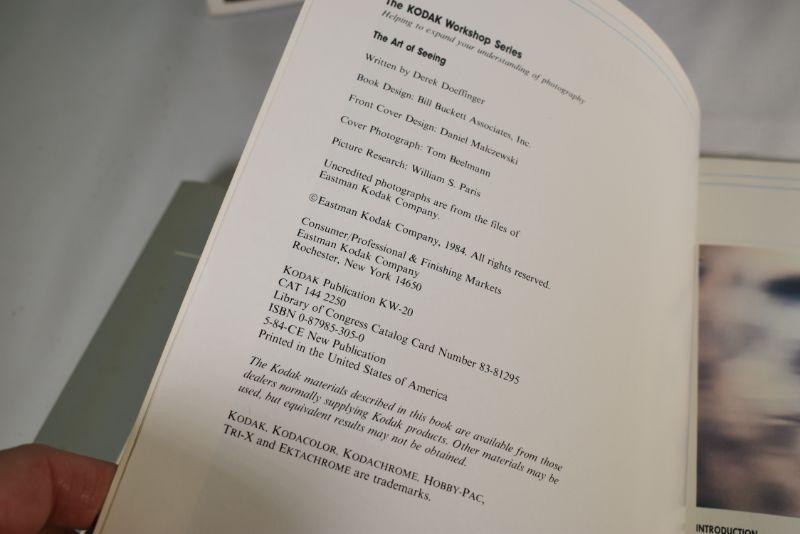 The KODAK Workshop Series
Helping to expand your understanding of photography
The Art of Seeing
Written by Derek Doeffinger
Book Design: Bill Buckett Associates, Inc.
Front Cover Design: Daniel Malczewski
Cover Photograph: Tom Beelmann
Picture Research: William S. Paris
Uncredited photographs are from the files of
Eastman Kodak Company.
©Eastman Kodak Company, 1984. All rights reserved.
Consumer/Professional & Finishing Markets
Eastman Kodak Company
Rochester, New York 14650
KODAK Publication KW-20
CAT 144 2250
Library of Congress Catalog Card Number 83-81295
ISBN 0-87985-305-0
5-84-CE New Publication
Printed in the United States of America
The Kodak materials described in this book are available from those
dealers normally supplying Kodak products. Other materials may be
used, but equivalent results may not be obtained.
KODAK, KODACOLOR, KODACHROME, HOBBY-PAC,
TRI-X and EKTACHROME are trademarks.
INTRODUCTION